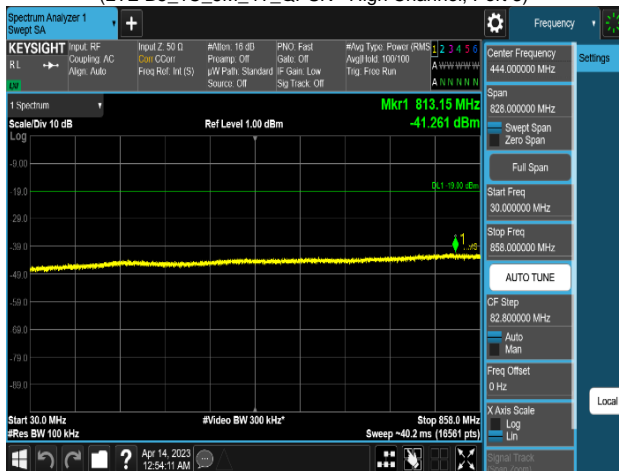 Spectrum Analyzer 1
Swept SA
Frequency
Settings
KEYSIGHT
RL
Input: RF
Coupling: AC
Align: Auto
Input Z: 50 Ω
Corr CCorr
Freq Ref: Int (S)
#Atten: 16 dB
Preamp: Off
µW Path: Standard
Source: Off
PNO: Fast
Gate: Off
IF Gain: Low
Sig Track: Off
#Avg Type: Power (RMS
Avg|Hold: 100/100
Trig: Free Run
1 2 3 4 5 6
A W W W W W
A N N N N N
1 Spectrum
Scale/Div 10 dB
Log
Ref Level 1.00 dBm
Mkr1 813.15 MHz
-41.261 dBm
-9.00
-19.0
-29.0
-39.0
-49.0
-59.0
-69.0
-79.0
-89.0
DL1 -19.00 dBm
1
Start 30.0 MHz
#Res BW 100 kHz
#Video BW 300 kHz*
Stop 858.0 MHz
Sweep ~40.2 ms (16561 pts)
Center Frequency
444.000000 MHz
Span
828.000000 MHz
Swept Span
Zero Span
Full Span
Start Freq
30.000000 MHz
Stop Freq
858.000000 MHz
AUTO TUNE
CF Step
82.800000 MHz
Auto
Man
Freq Offset
0 Hz
X Axis Scale
Log
Lin
Signal Track
(Span Zoom)
Local
Apr 14, 2023
12:54:11 AM